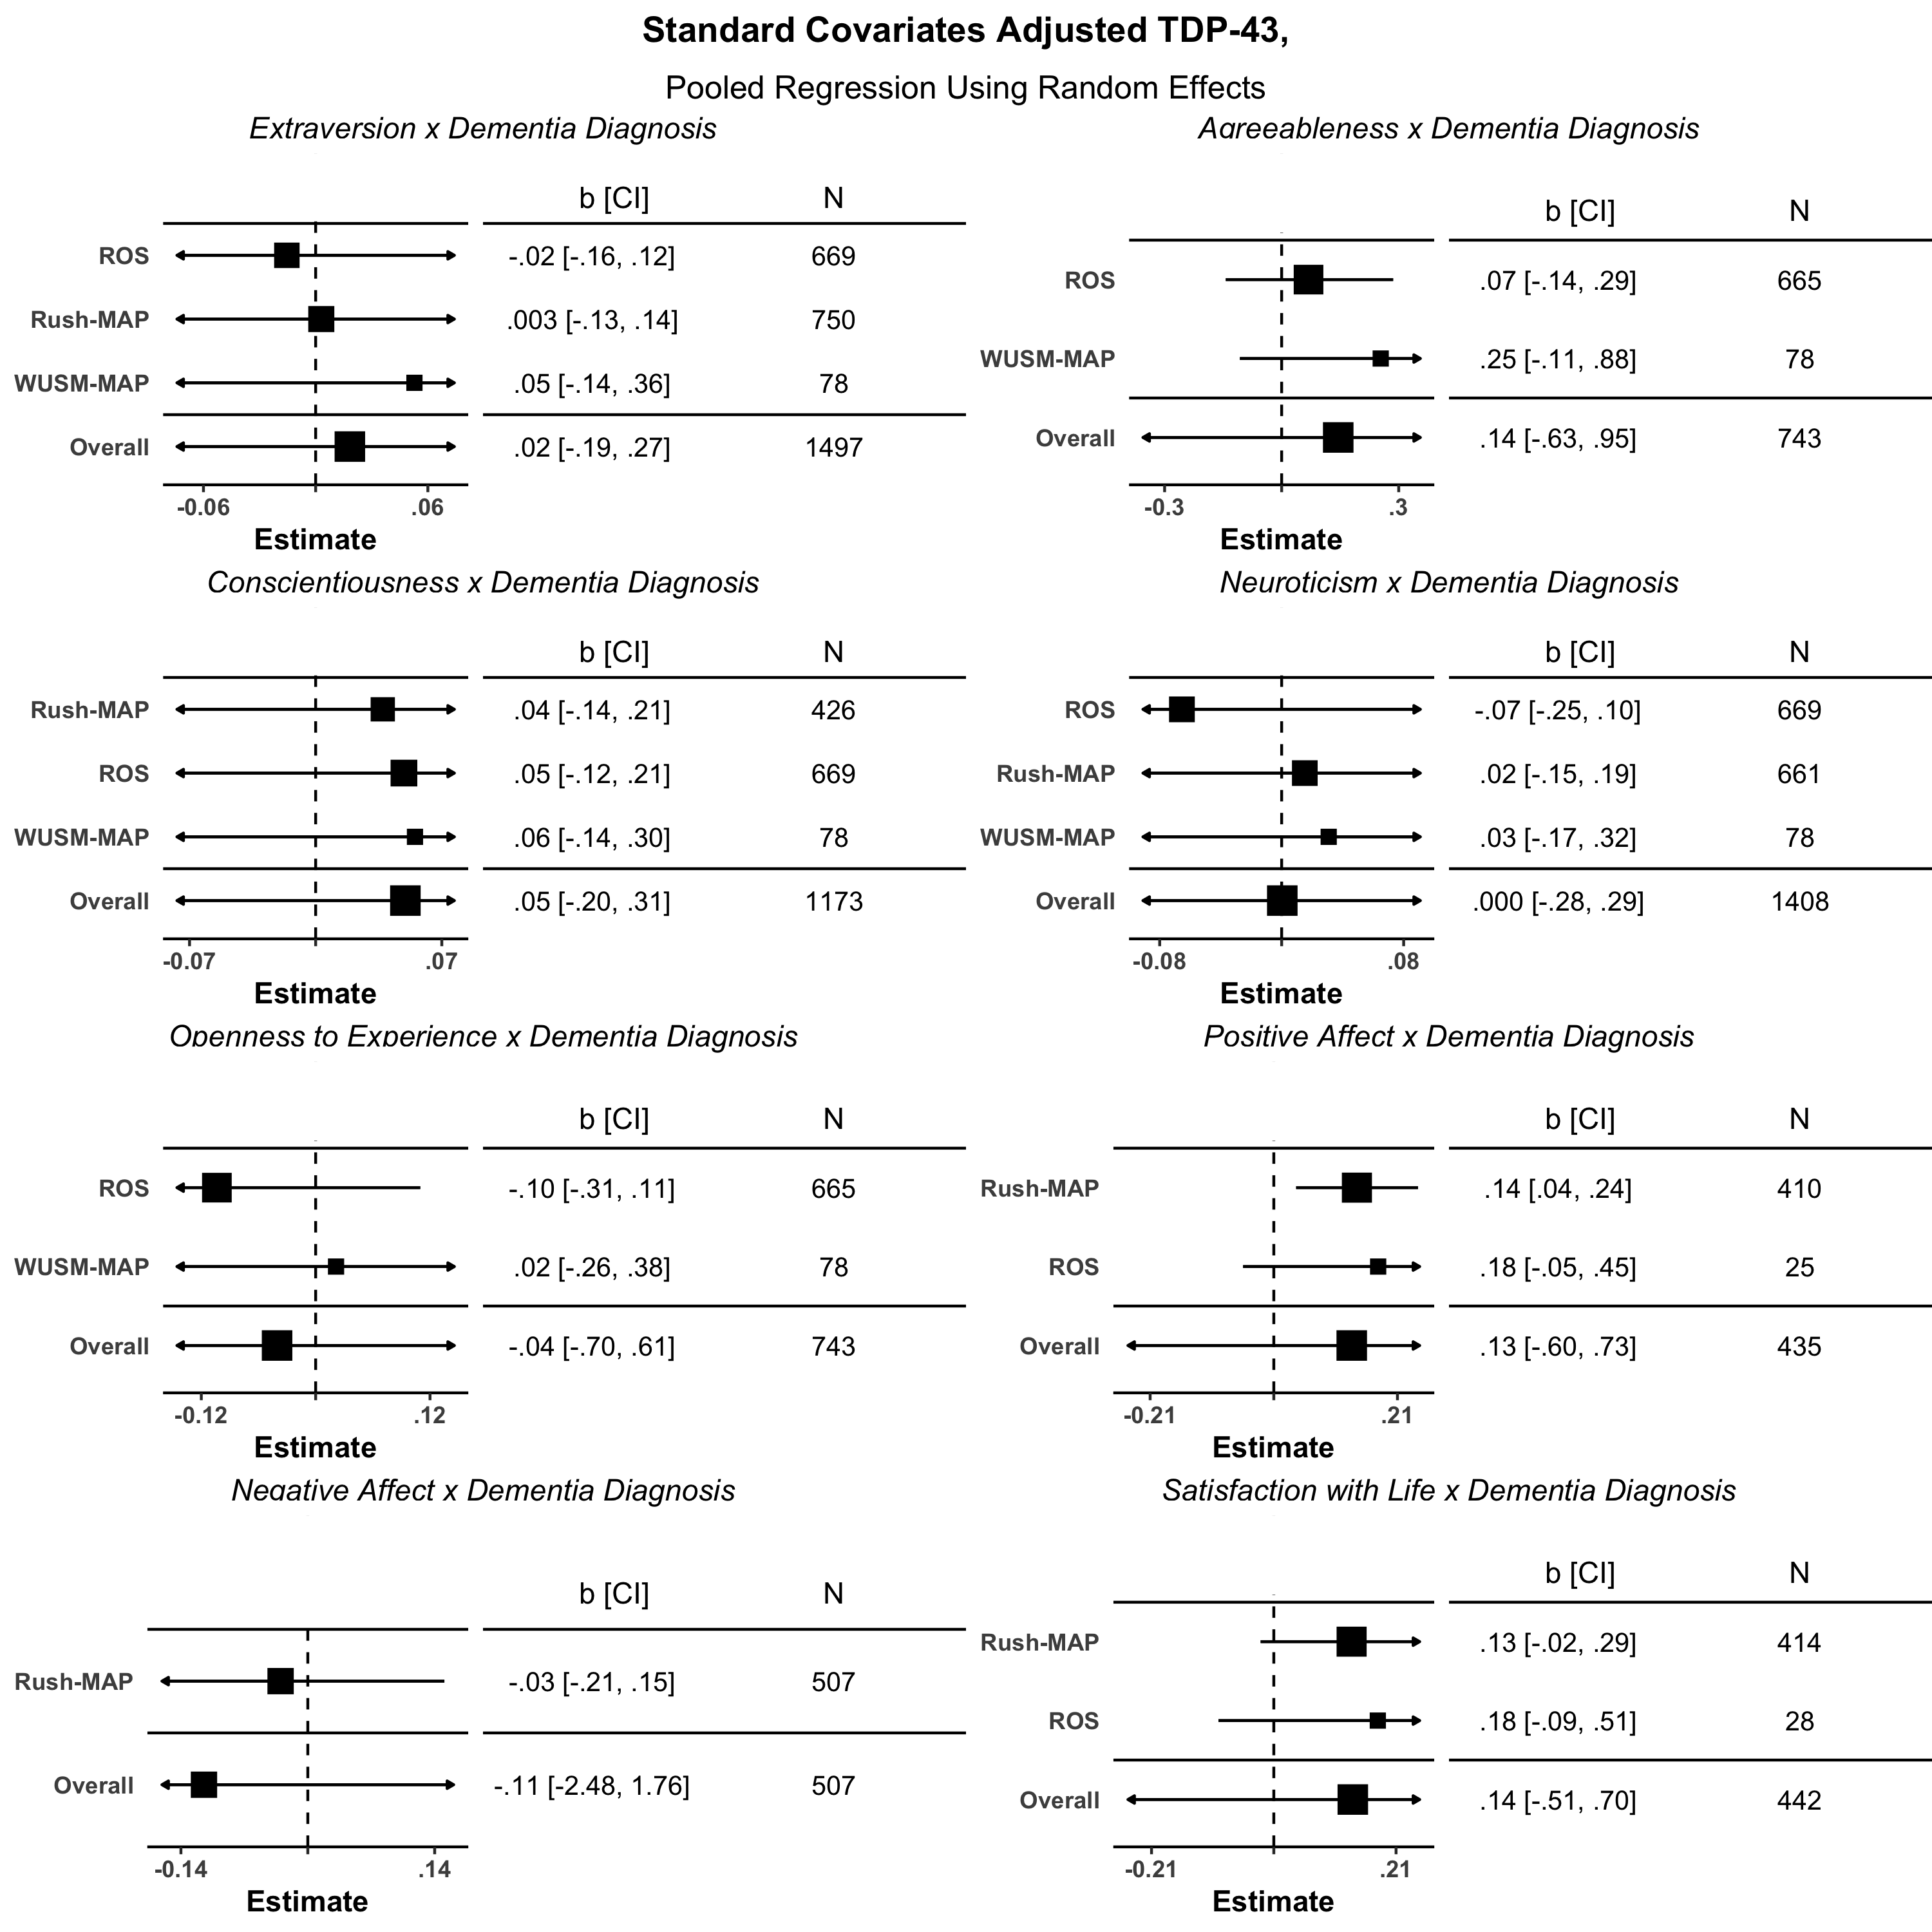 Standard Covariates Adjusted TDP-43,
Pooled Regression Using Random Effects
Extraversion x Dementia Diagnosis
b [CI] N
ROS -.02 [-.16, .12] 669
Rush-MAP .003 [-.13, .14] 750
WUSM-MAP .05 [-.14, .36] 78
Overall .02 [-.19, .27] 1497
-0.06 .06
Estimate
Agreeableness x Dementia Diagnosis
b [CI] N
ROS .07 [-.14, .29] 665
WUSM-MAP .25 [-.11, .88] 78
Overall .14 [-.63, .95] 743
-0.3 .3
Estimate
Conscientiousness x Dementia Diagnosis
b [CI] N
Rush-MAP .04 [-.14, .21] 426
ROS .05 [-.12, .21] 669
WUSM-MAP .06 [-.14, .30] 78
Overall .05 [-.20, .31] 1173
-0.07 .07
Estimate
Neuroticism x Dementia Diagnosis
b [CI] N
ROS -.07 [-.25, .10] 669
Rush-MAP .02 [-.15, .19] 661
WUSM-MAP .03 [-.17, .32] 78
Overall .000 [-.28, .29] 1408
-0.08 .08
Estimate
Openness to Experience x Dementia Diagnosis
b [CI] N
ROS -.10 [-.31, .11] 665
WUSM-MAP .02 [-.26, .38] 78
Overall -.04 [-.70, .61] 743
-0.12 .12
Estimate
Positive Affect x Dementia Diagnosis
b [CI] N
Rush-MAP .14 [.04, .24] 410
ROS .18 [-.05, .45] 25
Overall .13 [-.60, .73] 435
-0.21 .21
Estimate
Negative Affect x Dementia Diagnosis
b [CI] N
Rush-MAP -.03 [-.21, .15] 507
Overall -.11 [-2.48, 1.76] 507
-0.14 .14
Estimate
Satisfaction with Life x Dementia Diagnosis
b [CI] N
Rush-MAP .13 [-.02, .29] 414
ROS .18 [-.09, .51] 28
Overall .14 [-.51, .70] 442
-0.21 .21
Estimate